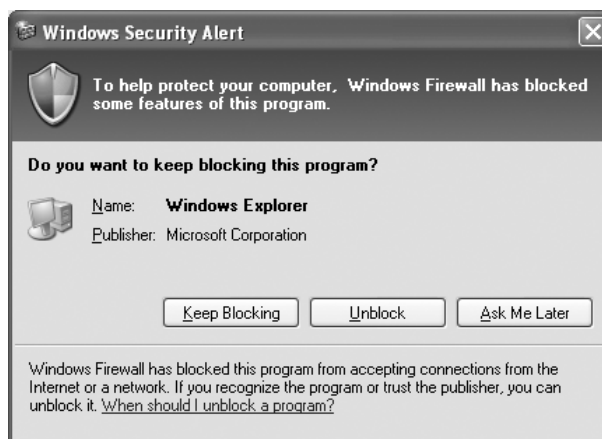 Windows Security Alert
To help protect your computer, Windows Firewall has blocked
some features of this program.
Do you want to keep blocking this program?
Name: Windows Explorer
Publisher: Microsoft Corporation
Keep Blocking Unblock Ask Me Later
Windows Firewall has blocked this program from accepting connections from the
Internet or a network. If you recognize the program or trust the publisher, you can
unblock it. When should I unblock a program?